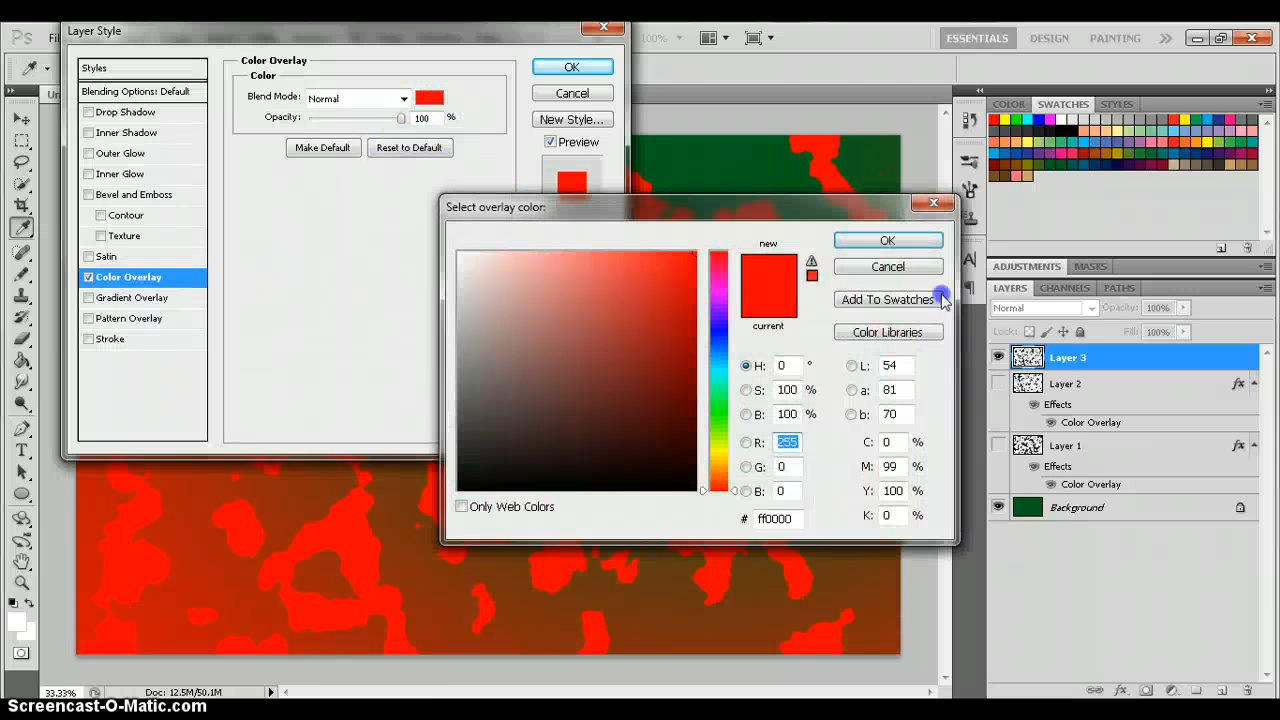 Layer Style
Ps
Fil
100%
ESSENTIALS
DESIGN
PAINTING
Styles
Blending Options: Default
Drop Shadow
Inner Shadow
Outer Glow
Inner Glow
Bevel and Emboss
Contour
Texture
Satin
Color Overlay
Gradient Overlay
Pattern Overlay
Stroke
Color Overlay
Color
Blend Mode: Normal
Opacity: 100 %
Make Default
Reset to Default
OK
Cancel
New Style...
Preview
Select overlay color:
new
current
OK
Cancel
Add To Swatches
Color Libraries
H: 0 °
S: 100 %
B: 100 %
R: 255
G: 0
B: 0
# ff0000
L: 54
a: 81
b: 70
C: 0 %
M: 99 %
Y: 100 %
K: 0 %
Only Web Colors
COLOR SWATCHES STYLES
ADJUSTMENTS MASKS
LAYERS CHANNELS PATHS
Normal
Opacity: 100%
Lock:
Fill: 100%
Layer 3
Layer 2 fx
Effects
Color Overlay
Layer 1 fx
Effects
Color Overlay
Background
33.33%
Doc: 12.5M/50.1M
Screencast-O-Matic.com